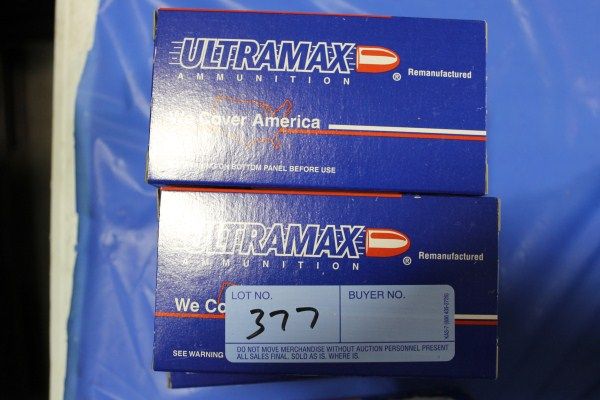 ULTRAMAX
AMMUNITION
® Remanufactured
We Cover America
ON BOTTOM PANEL BEFORE USE
ULTRAMAX
AMMUNITION
® Remanufactured
We Co
LOT NO. BUYER NO.
377
SEE WARNING
DO NOT MOVE MERCHANDISE WITHOUT AUCTION PERSONNEL PRESENT
ALL SALES FINAL. SOLD AS IS. WHERE IS.